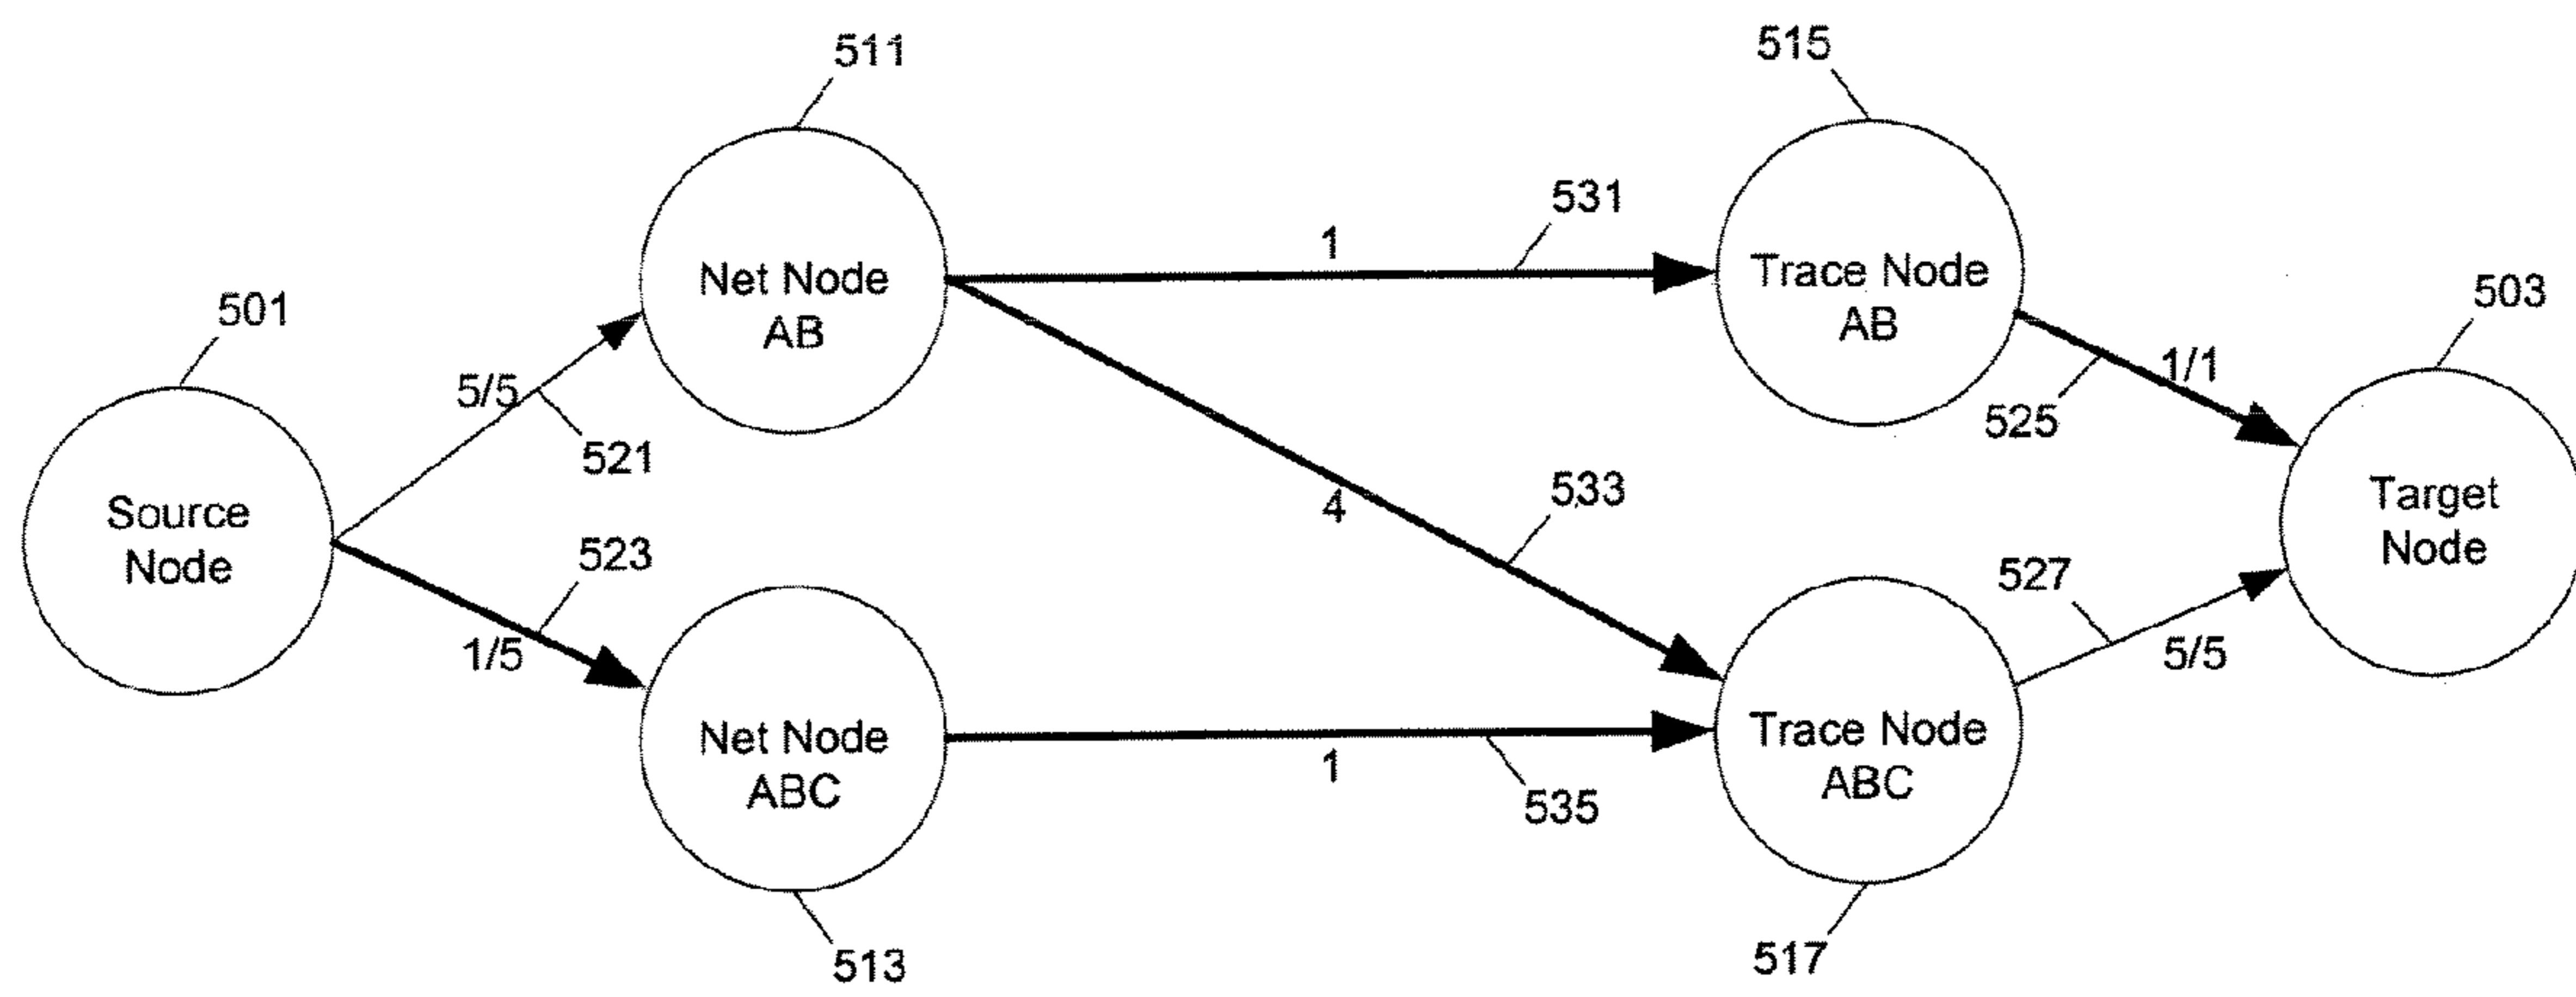 511
515
Net Node
AB
1
531
Trace Node
AB
501
5/5
521
4
533
1/1
525
503
Source
Node
523
1/5
Target
Node
527
5/5
Net Node
ABC
1
535
Trace Node
ABC
513
517